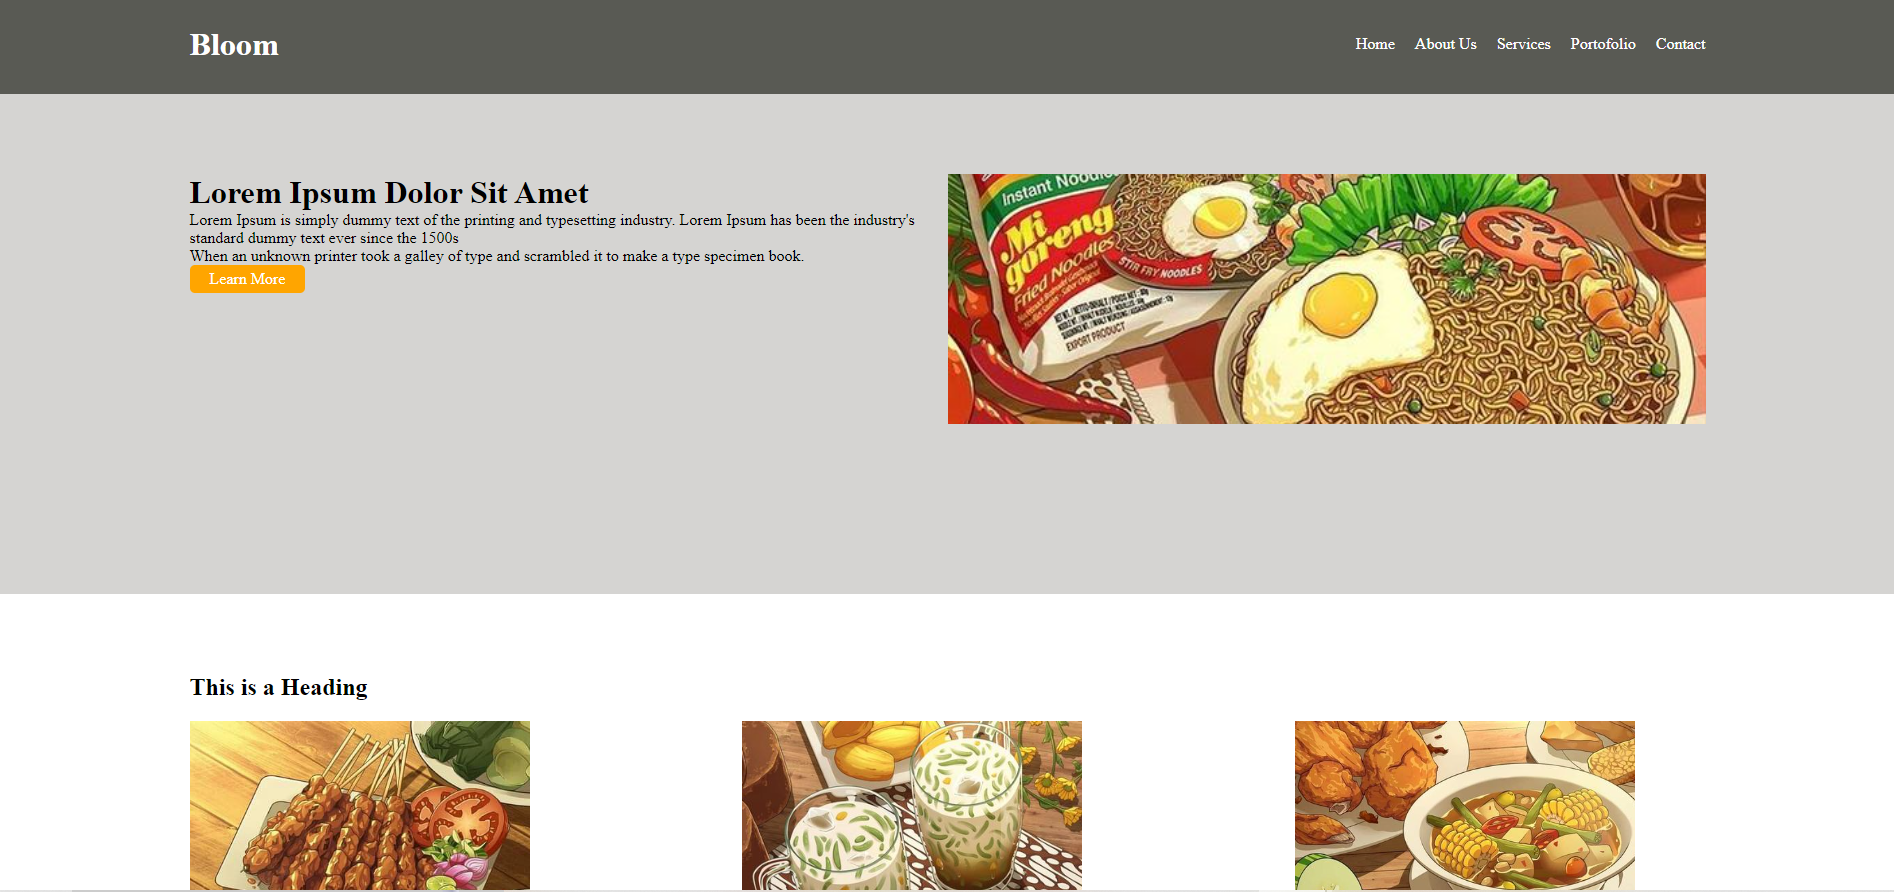 Bloom
Home About Us Services Portofolio Contact
Lorem Ipsum Dolor Sit Amet
Lorem Ipsum is simply dummy text of the printing and typesetting industry. Lorem Ipsum has been the industry's
standard dummy text ever since the 1500s
When an unknown printer took a galley of type and scrambled it to make a type specimen book.
Learn More
Instant Noodles
Mi
goreng
Fried Noodles
STIR FRY NOODLES
EXPORT PRODUCT
This is a Heading